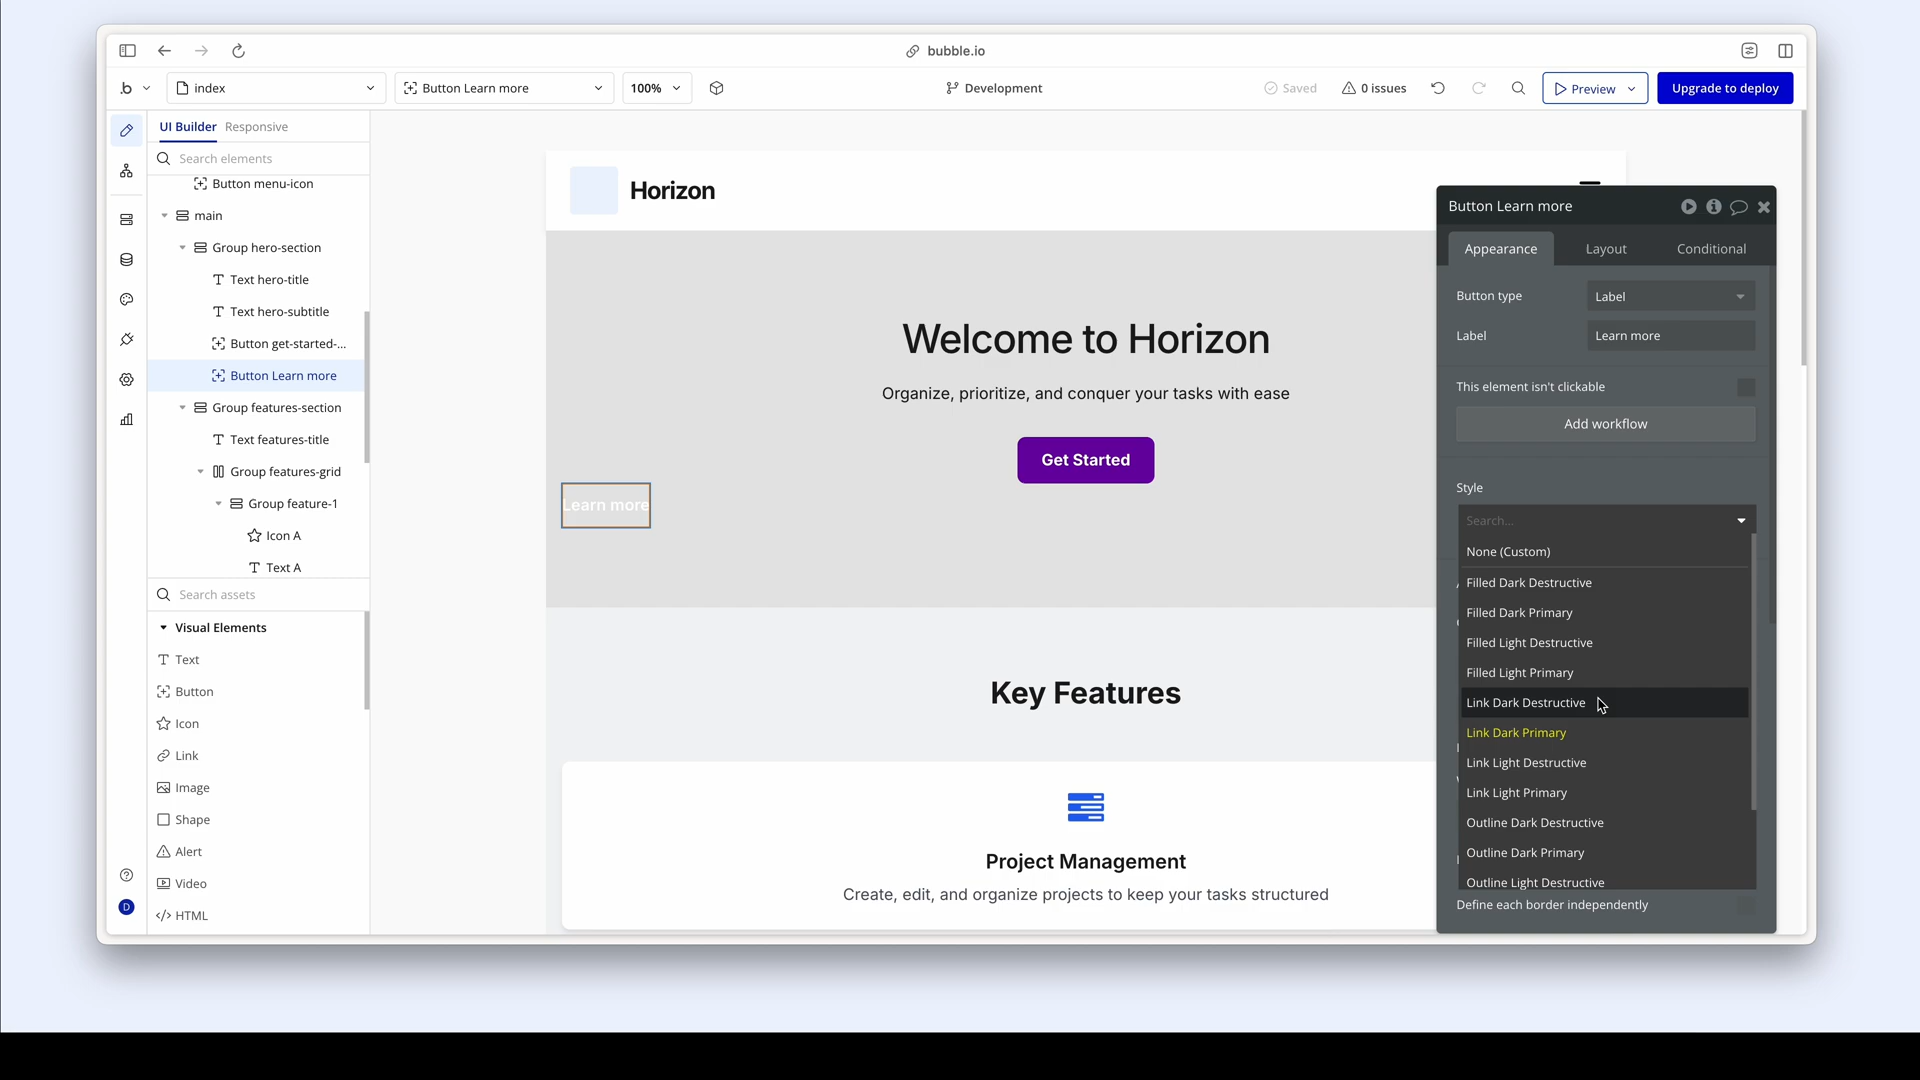 bubble.io
b
index
Button Learn more
100%
Development
Saved
0 issues
Preview
Upgrade to deploy
UI Builder
Responsive
Search elements
Button menu-icon
main
Group hero-section
Text hero-title
Text hero-subtitle
Button get-started-...
Button Learn more
Group features-section
Text features-title
Group features-grid
Group feature-1
Icon A
Text A
Search assets
Visual Elements
Text
Button
Icon
Link
Image
Shape
Alert
Video
HTML
D
Horizon
Welcome to Horizon
Organize, prioritize, and conquer your tasks with ease
Get Started
Learn more
Key Features
Project Management
Create, edit, and organize projects to keep your tasks structured
Button Learn more
Appearance
Layout
Conditional
Button type
Label
Label
Learn more
This element isn't clickable
Add workflow
Style
Search...
None (Custom)
Filled Dark Destructive
Filled Dark Primary
Filled Light Destructive
Filled Light Primary
Link Dark Destructive
Link Dark Primary
Link Light Destructive
Link Light Primary
Outline Dark Destructive
Outline Dark Primary
Outline Light Destructive
Define each border independently